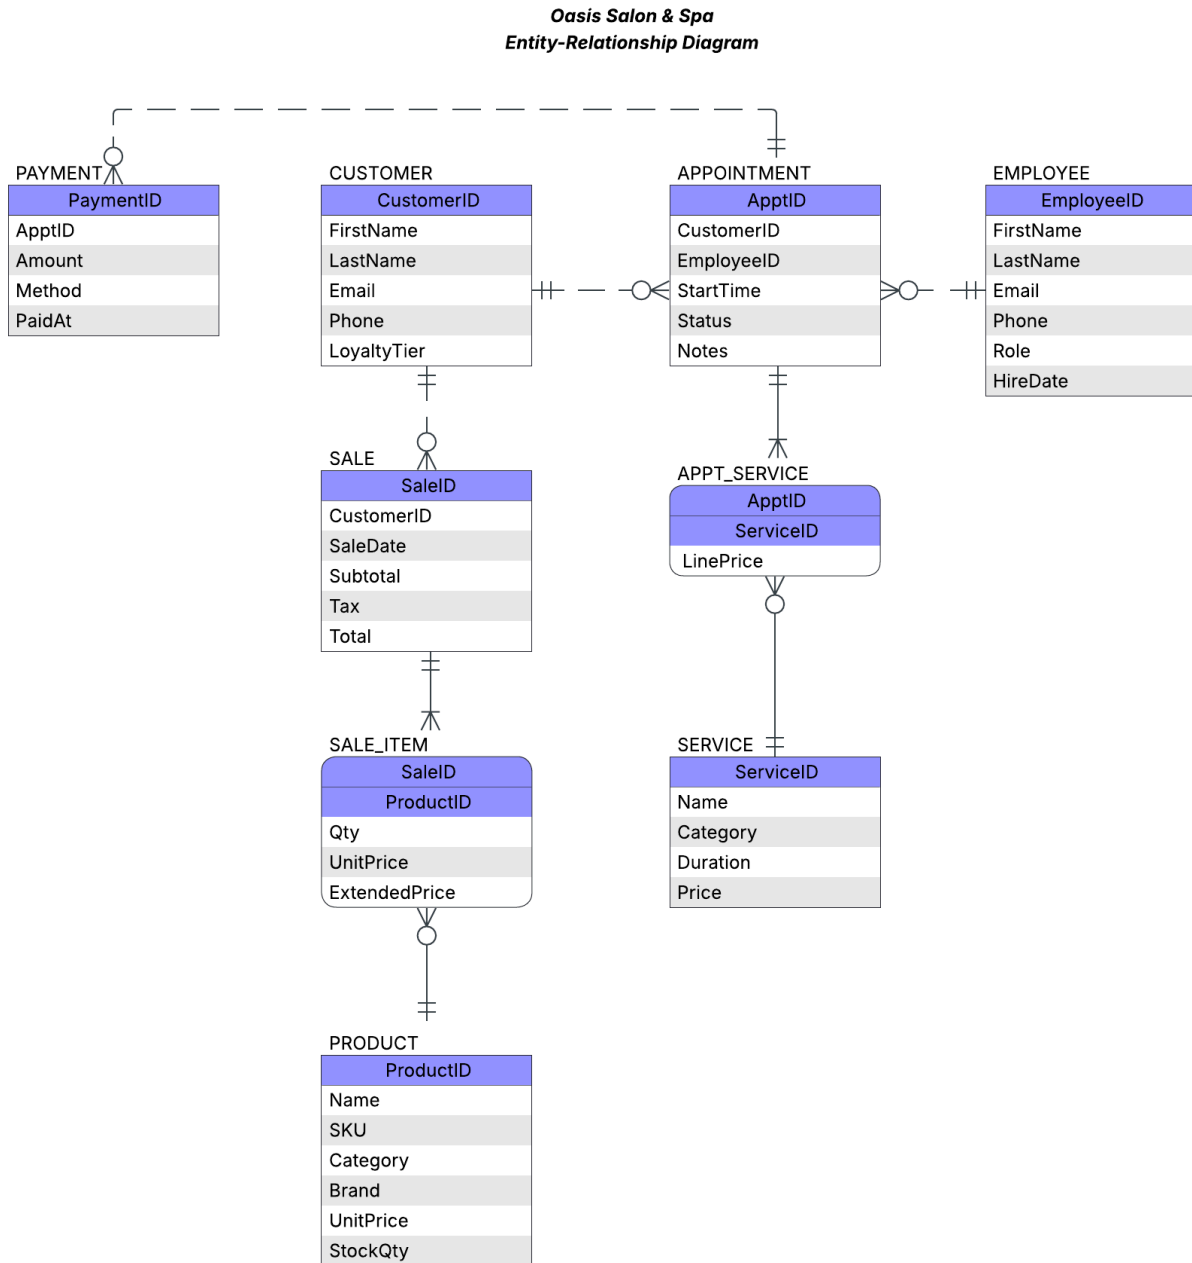 Oasis Salon & Spa
Entity-Relationship Diagram
PAYMENT
PaymentID
ApptID
Amount
Method
PaidAt
CUSTOMER
CustomerID
FirstName
LastName
Email
Phone
LoyaltyTier
APPOINTMENT
ApptID
CustomerID
EmployeeID
StartTime
Status
Notes
EMPLOYEE
EmployeeID
FirstName
LastName
Email
Phone
Role
HireDate
SALE
SaleID
CustomerID
SaleDate
Subtotal
Tax
Total
APPT_SERVICE
ApptID
ServiceID
LinePrice
SALE_ITEM
SaleID
ProductID
Qty
UnitPrice
ExtendedPrice
SERVICE
ServiceID
Name
Category
Duration
Price
PRODUCT
ProductID
Name
SKU
Category
Brand
UnitPrice
StockQty